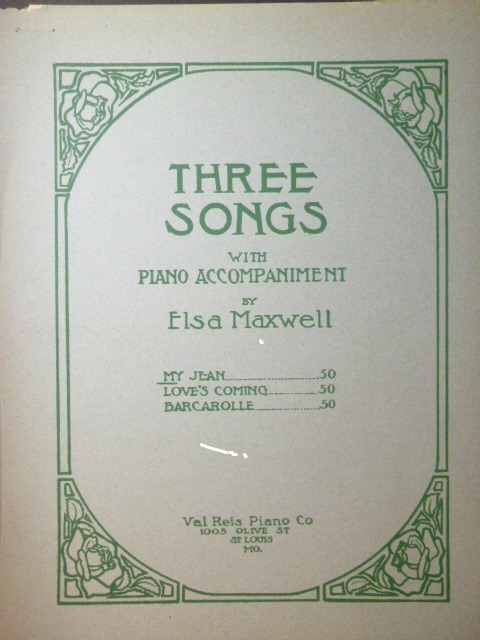 THREE
SONGS
WITH
PIANO ACCOMPANIMENT
BY
Elsa Maxwell
MY JEAN........................50
LOVE'S COMING.............50
BARCAROLLE................50
Val Reis Piano Co
1005 OLIVE ST
ST LOUIS
MO.